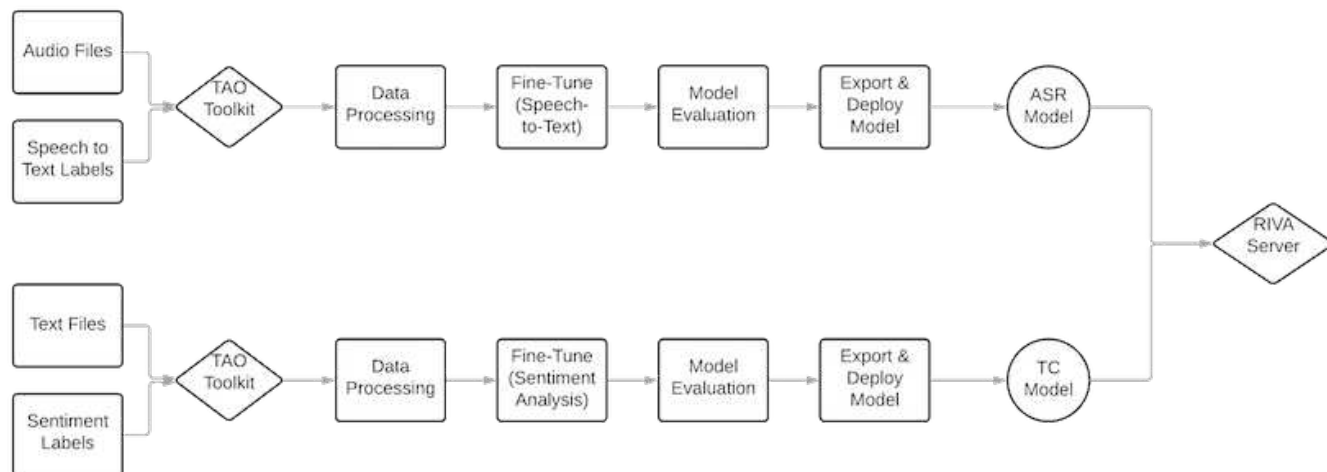 Audio Files
Speech to
Text Labels
TAO
Toolkit
Data
Processing
Fine-Tune
(Speech-
to-Text)
Model
Evaluation
Export &
Deploy
Model
ASR
Model
RIVA
Server
Text Files
Sentiment
Labels
TAO
Toolkit
Data
Processing
Fine-Tune
(Sentiment
Analysis)
Model
Evaluation
Export &
Deploy
Model
TC
Model